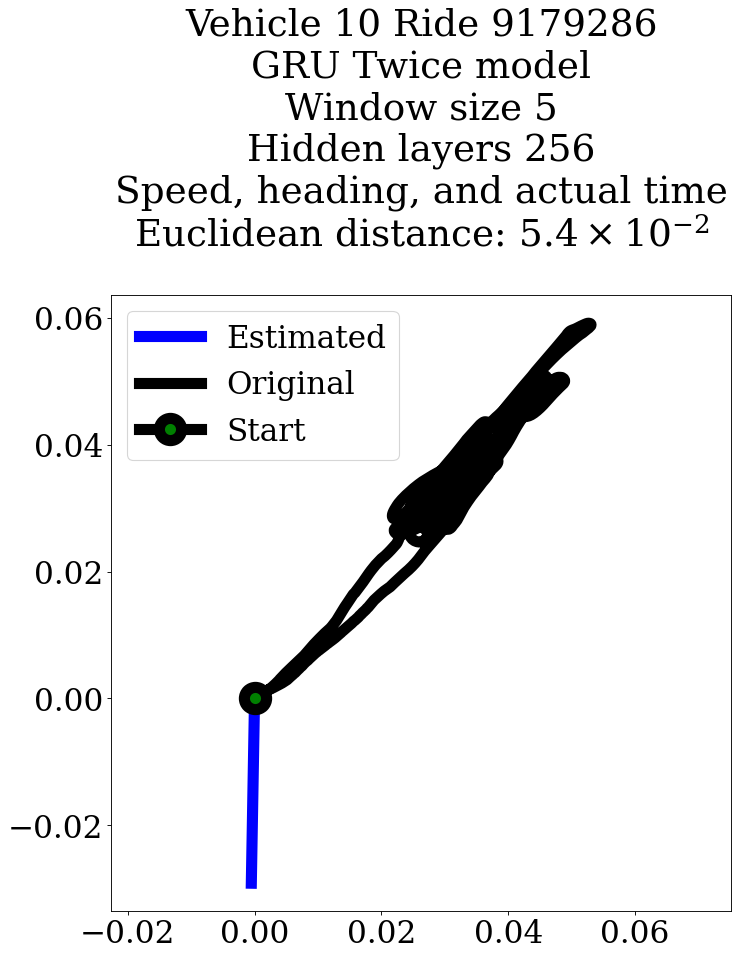 Vehicle 10 Ride 9179286
GRU Twice model
Window size 5
Hidden layers 256
Speed, heading, and actual time
Euclidean distance: 5.4 × 10⁻²
Estimated
Original
Start
0.06
0.04
0.02
0.00
−0.02
−0.02 0.00 0.02 0.04 0.06